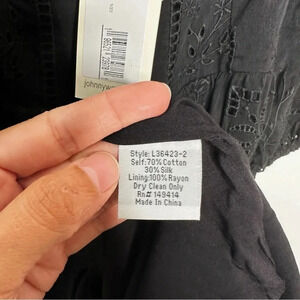 johnnyw
Style: L36423-2
Self:70% Cotton
30% Silk
Lining:100% Rayon
Dry Clean Only
Rn# 149414
Made In China